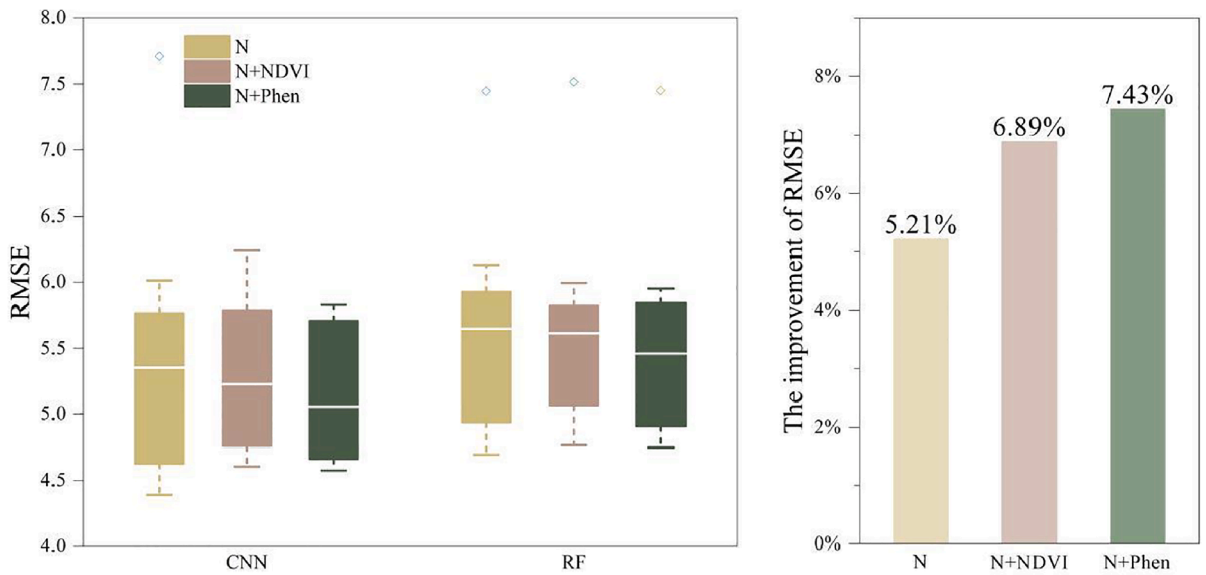 8.0
7.5
7.0
6.5
6.0
5.5
5.0
4.5
4.0
RMSE
N
N+NDVI
N+Phen
CNN
RF
The improvement of RMSE
8%
6%
4%
2%
0%
5.21%
6.89%
7.43%
N
N+NDVI
N+Phen